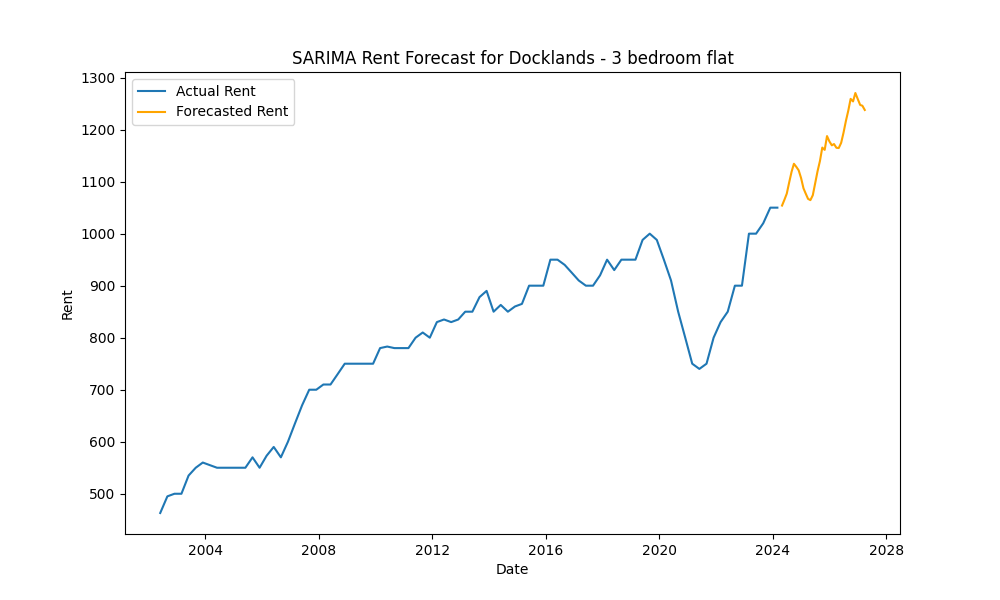 SARIMA Rent Forecast for Docklands - 3 bedroom flat
Actual Rent
Forecasted Rent
1300
1200
1100
1000
900
800
700
600
500
Rent
2004 2008 2012 2016 2020 2024 2028
Date